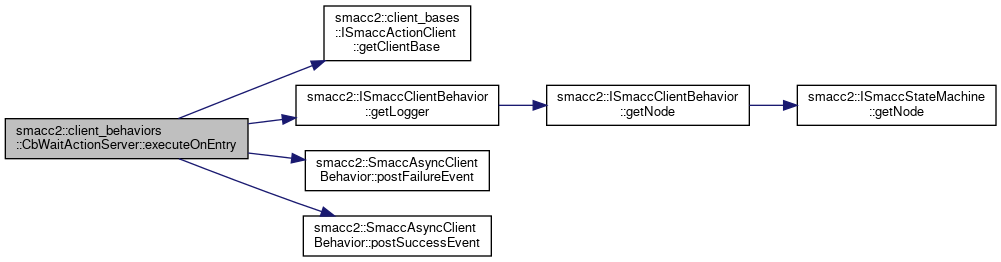 smacc2::client_bases
::ISmaccActionClient
::getClientBase
smacc2::ISmaccClientBehavior
::getLogger
smacc2::ISmaccClientBehavior
::getNode
smacc2::ISmaccStateMachine
::getNode
smacc2::client_behaviors
::CbWaitActionServer::executeOnEntry
smacc2::SmaccAsyncClient
Behavior::postFailureEvent
smacc2::SmaccAsyncClient
Behavior::postSuccessEvent